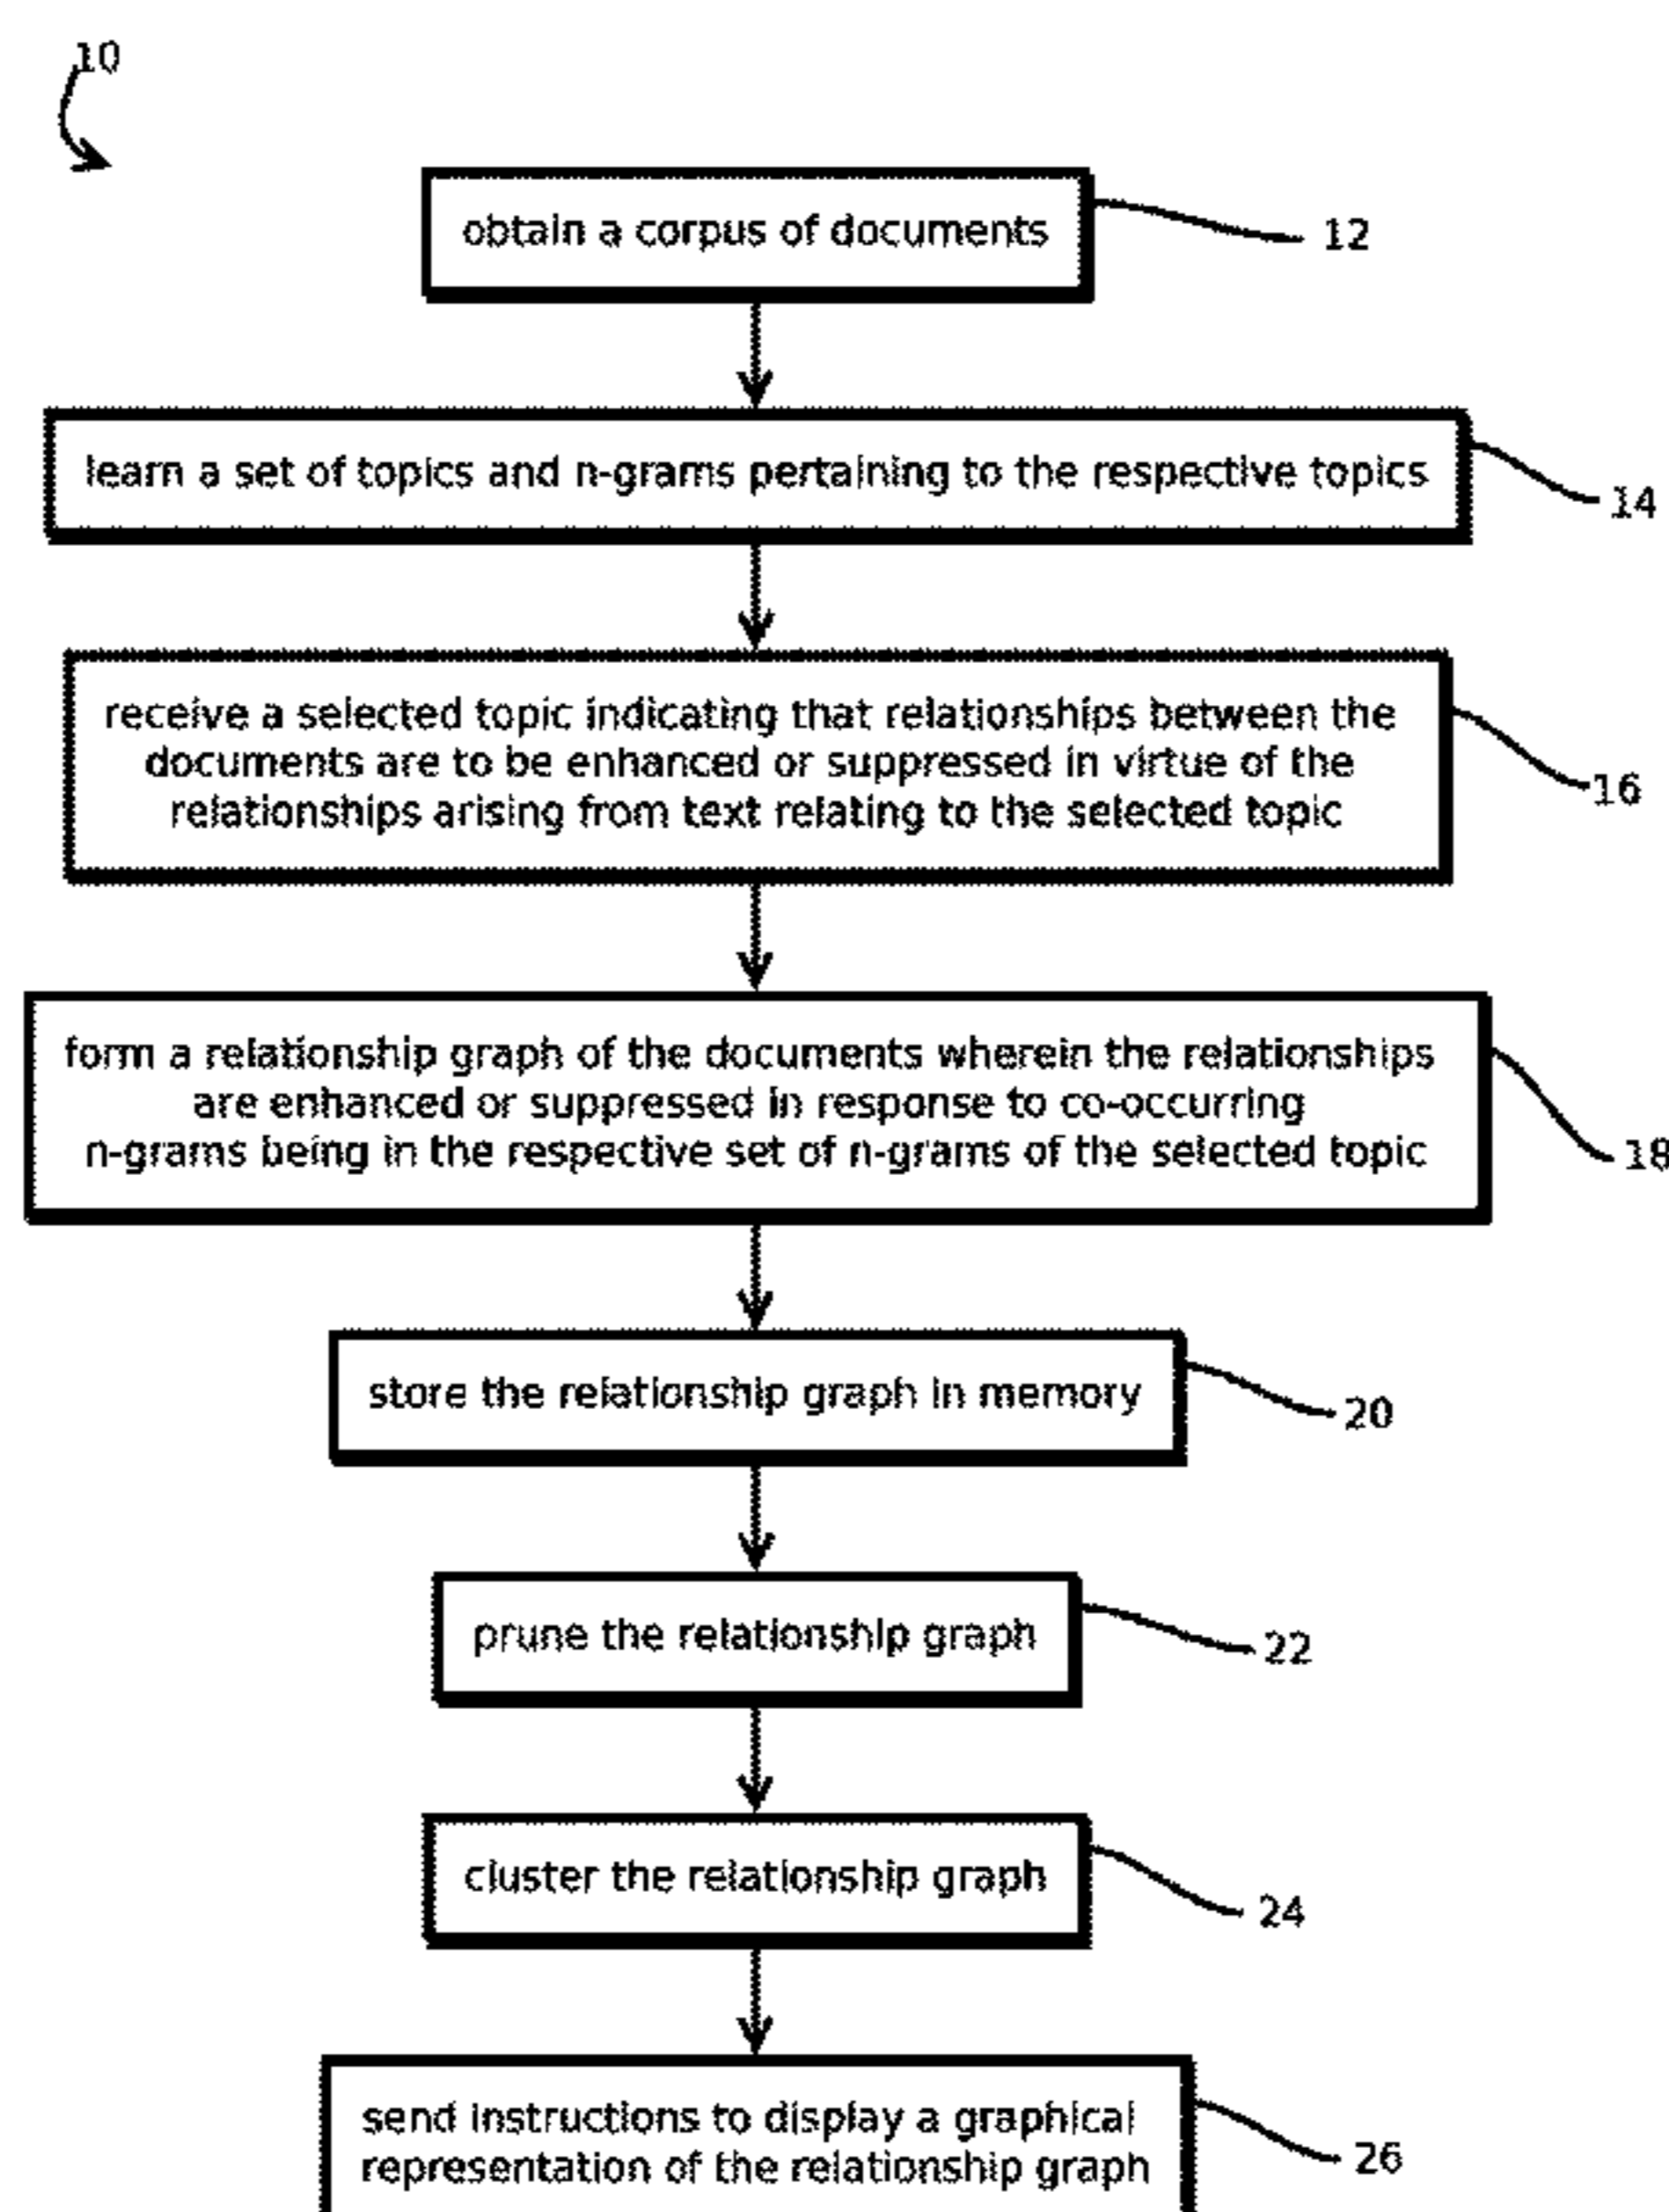 10
obtain a corpus of documents
12
learn a set of topics and n-grams pertaining to the respective topics
14
receive a selected topic indicating that relationships between the
documents are to be enhanced or suppressed in virtue of the
relationships arising from text relating to the selected topic
16
form a relationship graph of the documents wherein the relationships
are enhanced or suppressed in response to co-occurring
n-grams being in the respective set of n-grams of the selected topic
18
store the relationship graph in memory
20
prune the relationship graph
22
cluster the relationship graph
24
send instructions to display a graphical
representation of the relationship graph
26